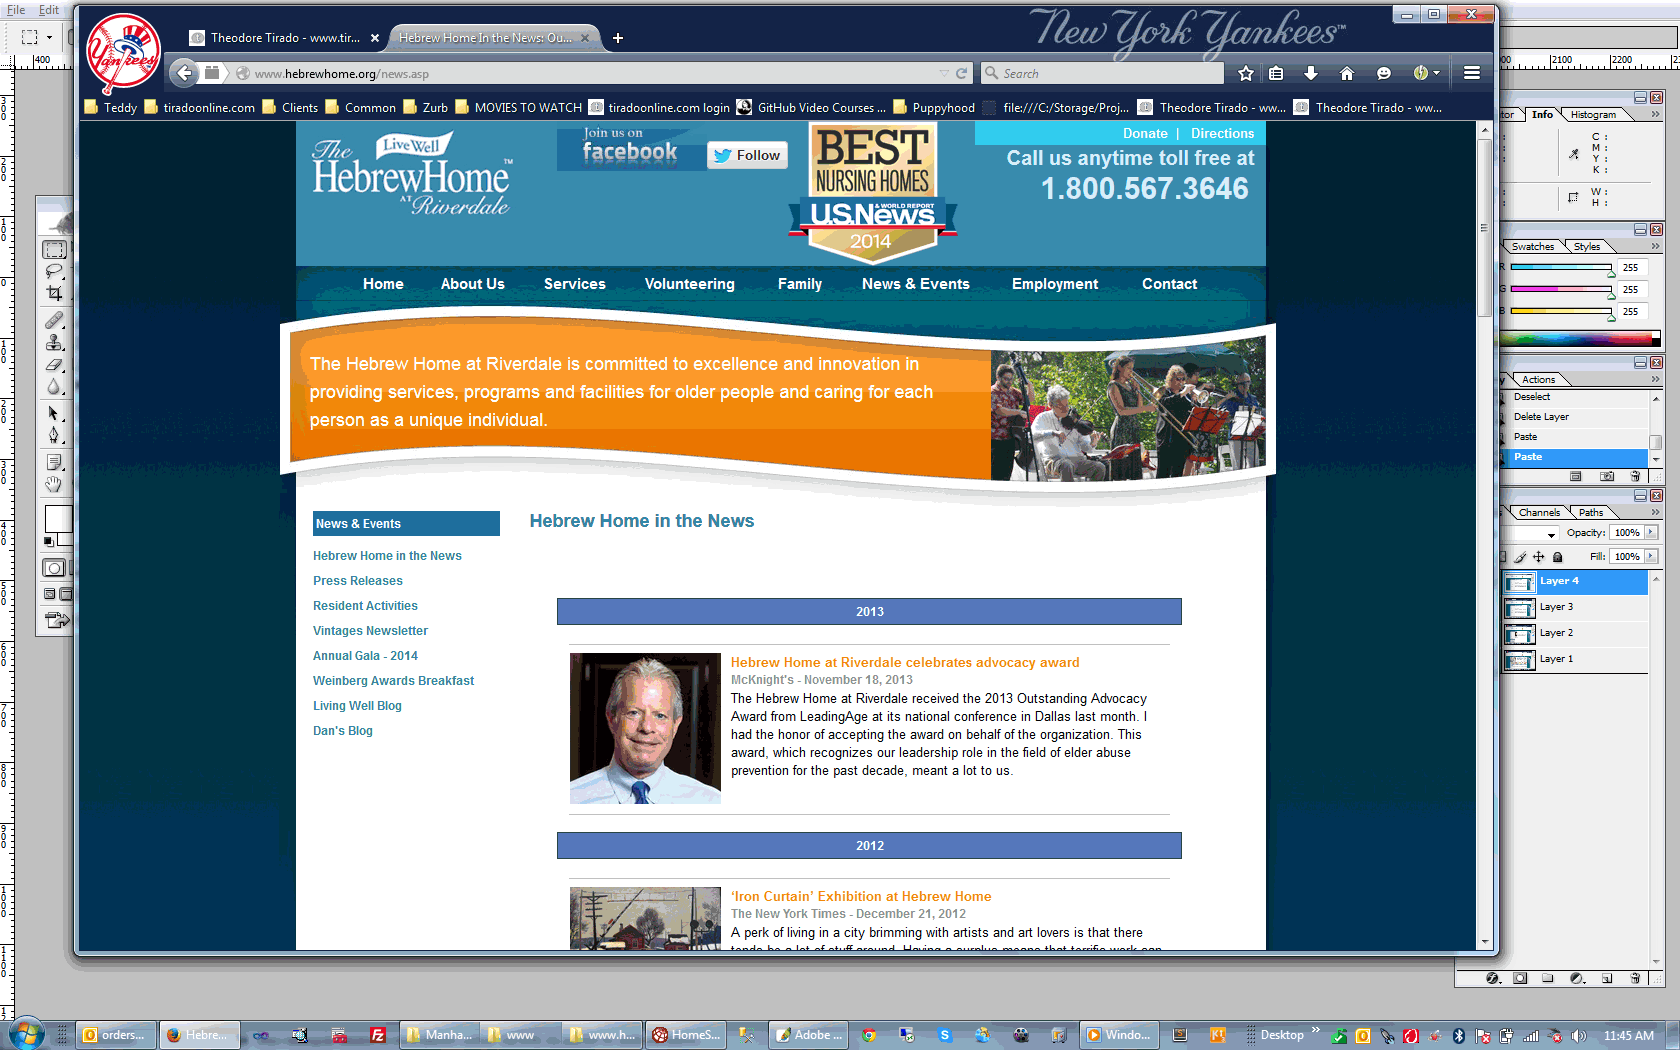 File Edit
New York Yankees™
Yankees
Theodore Tirado - www.tir... ×
Hebrew Home In the News: Ou... × +
www.hebrewhome.org/news.asp
Search
Teddy tiradoonline.com Clients Common Zurb MOVIES TO WATCH tiradoonline.com login GitHub Video Courses ... Puppyhood file:///C:/Storage/Proj... Theodore Tirado - ww... Theodore Tirado - ww...
400 2100 2200
The
Live Well
HebrewHome™
AT Riverdale
Join us on
facebook
Follow
BEST
NURSING HOMES
U.S.News
& WORLD REPORT
2014
Donate | Directions
Call us anytime toll free at
1.800.567.3646
Home About Us Services Volunteering Family News & Events Employment Contact
The Hebrew Home at Riverdale is committed to excellence and innovation in
providing services, programs and facilities for older people and caring for each
person as a unique individual.
News & Events
Hebrew Home in the News
Press Releases
Resident Activities
Vintages Newsletter
Annual Gala - 2014
Weinberg Awards Breakfast
Living Well Blog
Dan's Blog
Hebrew Home in the News
2013
Hebrew Home at Riverdale celebrates advocacy award
McKnight's - November 18, 2013
The Hebrew Home at Riverdale received the 2013 Outstanding Advocacy
Award from LeadingAge at its national conference in Dallas last month. I
had the honor of accepting the award on behalf of the organization. This
award, which recognizes our leadership role in the field of elder abuse
prevention for the past decade, meant a lot to us.
2012
‘Iron Curtain’ Exhibition at Hebrew Home
The New York Times - December 21, 2012
A perk of living in a city brimming with artists and art lovers is that there
Info Histogram
C :
M :
Y :
K :
W :
H :
Swatches Styles
R 255
G 255
B 255
Actions
Deselect
Delete Layer
Paste
Paste
Channels Paths
Opacity: 100%
Fill: 100%
Layer 4
Layer 3
Layer 2
Layer 1
orders... Hebre... Manha... www www.h... HomeS... Adobe ... Windo... Desktop » 11:45 AM